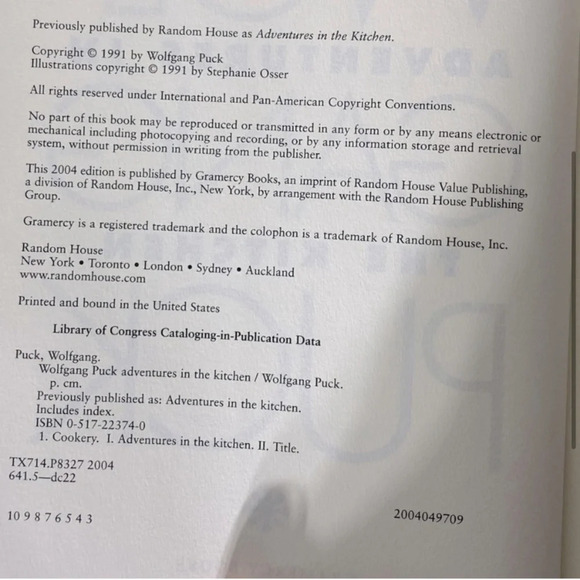 Previously published by Random House as Adventures in the Kitchen.
Copyright © 1991 by Wolfgang Puck
Illustrations copyright © 1991 by Stephanie Osser
All rights reserved under International and Pan-American Copyright Conventions.
No part of this book may be reproduced or transmitted in any form or by any means electronic or
mechanical including photocopying and recording, or by any information storage and retrieval
system, without permission in writing from the publisher.
This 2004 edition is published by Gramercy Books, an imprint of Random House Value Publishing,
a division of Random House, Inc., New York, by arrangement with the Random House Publishing
Group.
Gramercy is a registered trademark and the colophon is a trademark of Random House, Inc.
Random House
New York • Toronto • London • Sydney • Auckland
www.randomhouse.com
Printed and bound in the United States
Library of Congress Cataloging-in-Publication Data
Puck, Wolfgang.
Wolfgang Puck adventures in the kitchen / Wolfgang Puck.
p. cm.
Previously published as: Adventures in the kitchen.
Includes index.
ISBN 0-517-22374-0
1. Cookery. I. Adventures in the kitchen. II. Title.
TX714.P8327 2004
641.5—dc22
2004049709
10 9 8 7 6 5 4 3